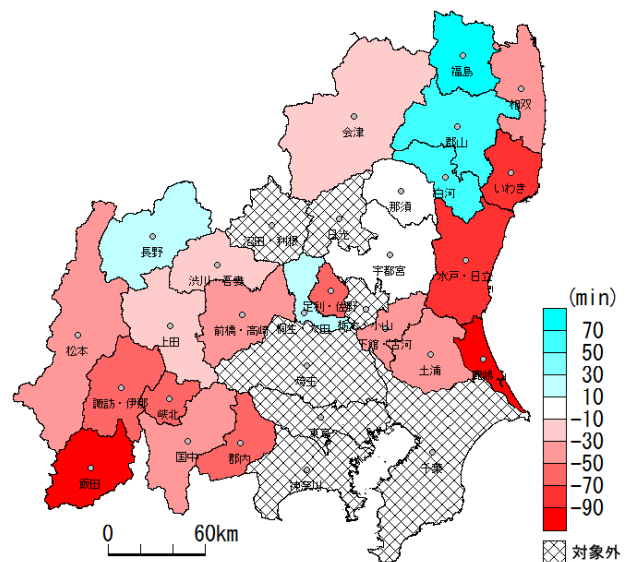 福島
相双
会津
郡山
白河
いわき
那須
沼田・利根
日光
長野
宇都宮
水戸・日立
渋川・吾妻
足利・佐野
桐生
太田
栃木
小山
前橋・高崎
下館・古河
上田
松本
土浦
鹿嶋
埼玉
諏訪・伊那
峡北
東京
国中
郡内
千葉
飯田
神奈川
(min)
70
50
30
10
-10
-30
-50
-70
-90
対象外
0
60km